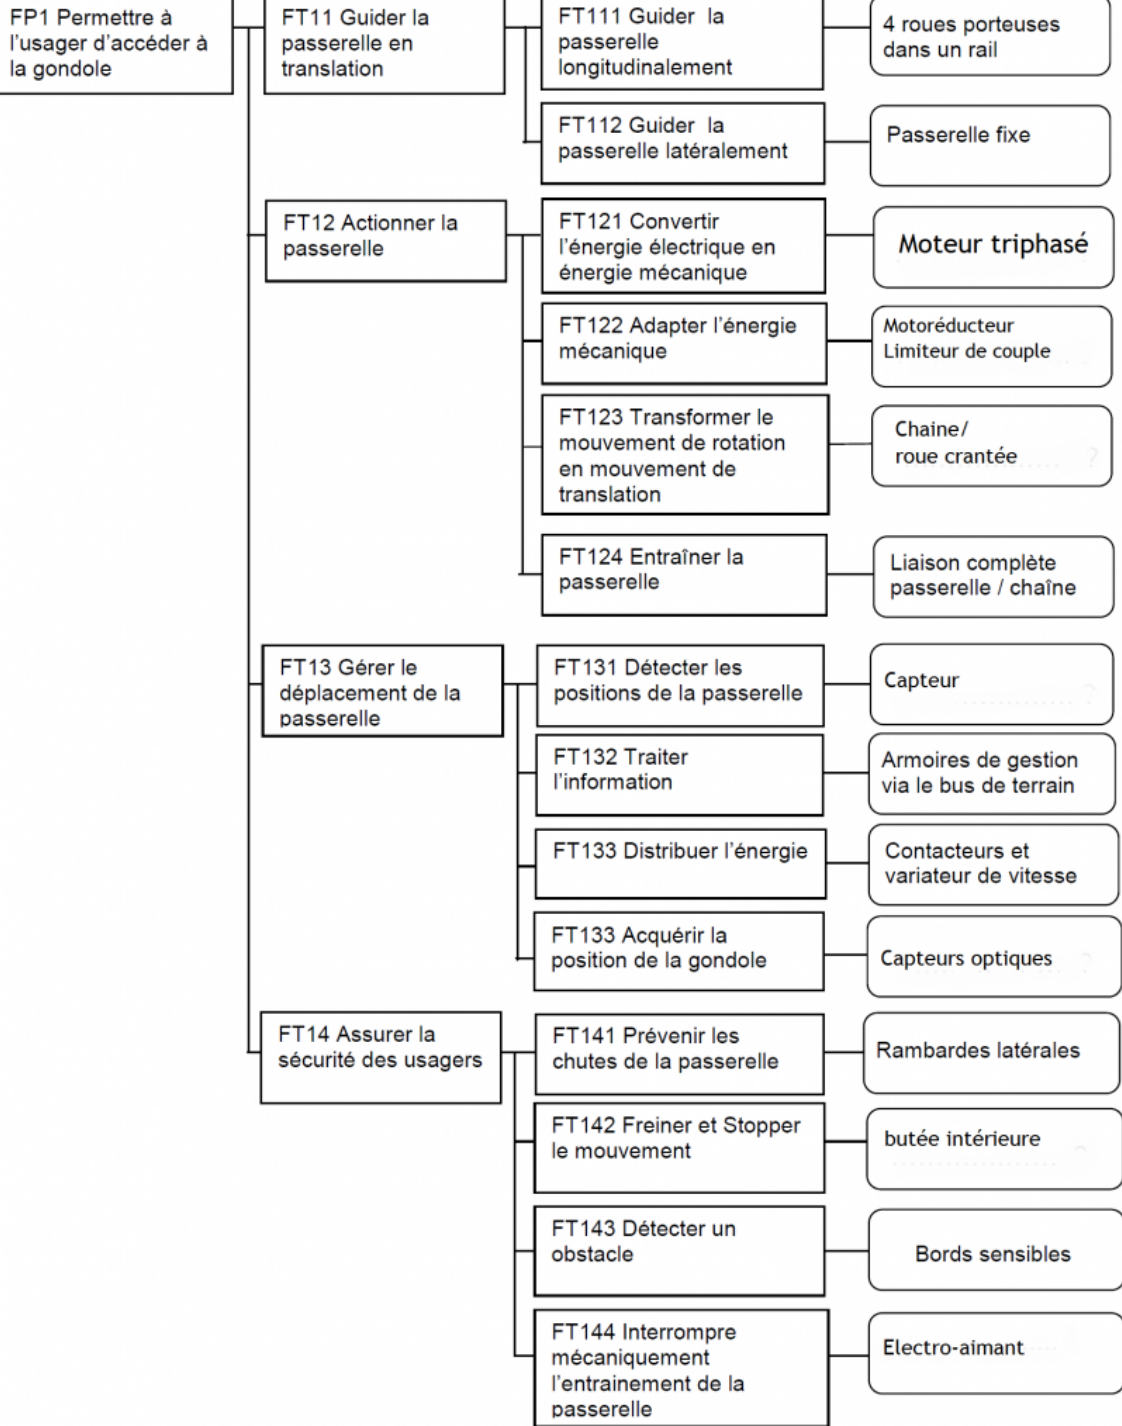 FP1 Permettre à
l'usager d'accéder à
la gondole
FT11 Guider la
passerelle en
translation
FT111 Guider la
passerelle
longitudinalement
4 roues porteuses
dans un rail
FT112 Guider la
passerelle latéralement
Passerelle fixe
FT12 Actionner la
passerelle
FT121 Convertir
l'énergie électrique en
énergie mécanique
Moteur triphasé
FT122 Adapter l'énergie
mécanique
Motoréducteur
Limiteur de couple
FT123 Transformer le
mouvement de rotation
en mouvement de
translation
Chaine/
roue crantée
?
FT124 Entraîner la
passerelle
Liaison complète
passerelle / chaîne
FT13 Gérer le
déplacement de la
passerelle
FT131 Détecter les
positions de la passerelle
Capteur
?
FT132 Traiter
l'information
Armoires de gestion
via le bus de terrain
FT133 Distribuer l'énergie
Contacteurs et
variateur de vitesse
FT133 Acquérir la
position de la gondole
Capteurs optiques
?
FT14 Assurer la
sécurité des usagers
FT141 Prévenir les
chutes de la passerelle
Rambardes latérales
FT142 Freiner et Stopper
le mouvement
butée intérieure
FT143 Détecter un
obstacle
Bords sensibles
FT144 Interrompre
mécaniquement
l'entrainement de la
passerelle
Electro-aimant